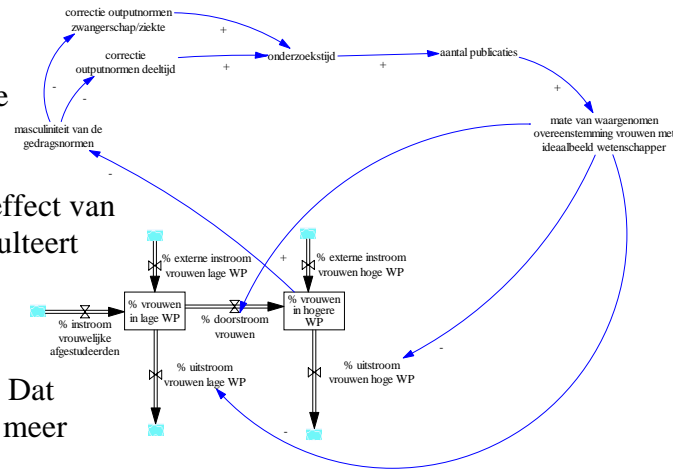 correctie outputnormen
zwangerschap/ziekte
+
correctie
outputnormen deeltijd
+
onderzoekstijd
+
aantal publicaties
+
-
-
e
masculiniteit van de
gedragsnormen
mate van waargenomen
overeenstemming vrouwen met
ideaalbeeld wetenschapper
-
effect van
ulteert
% externe instroom
vrouwen lage WP
+
% externe instroom
vrouwen hoge WP
% vrouwen
in lage WP
% vrouwen
in hogere
WP
% instroom
vrouwelijke
afgestudeerden
% doorstroom
vrouwen
-
% uitstroom
vrouwen lage WP
% uitstroom
vrouwen hoge WP
Dat
meer
-